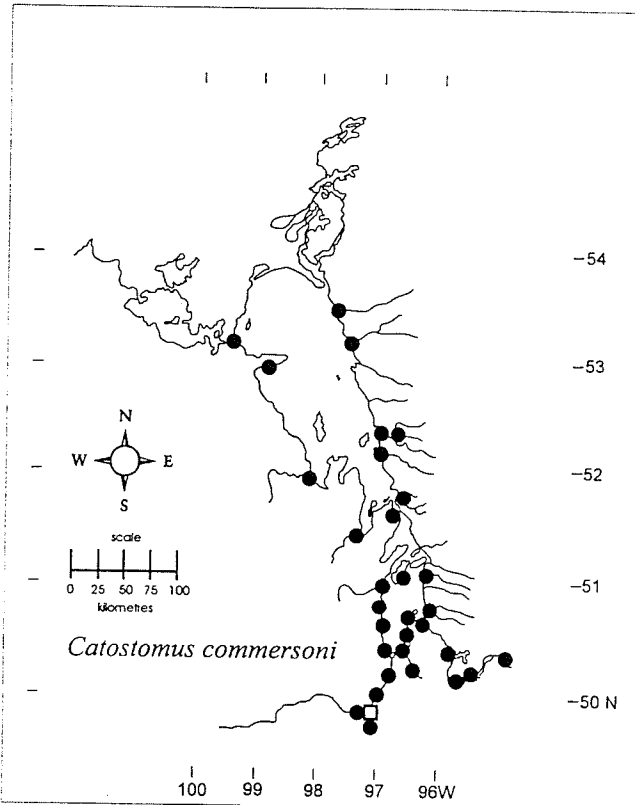 –54
–53
N
W E
S
–52
scale
0 25 50 75 100
kilometres
–51
Catostomus commersoni
–50 N
100 99 98 97 96W